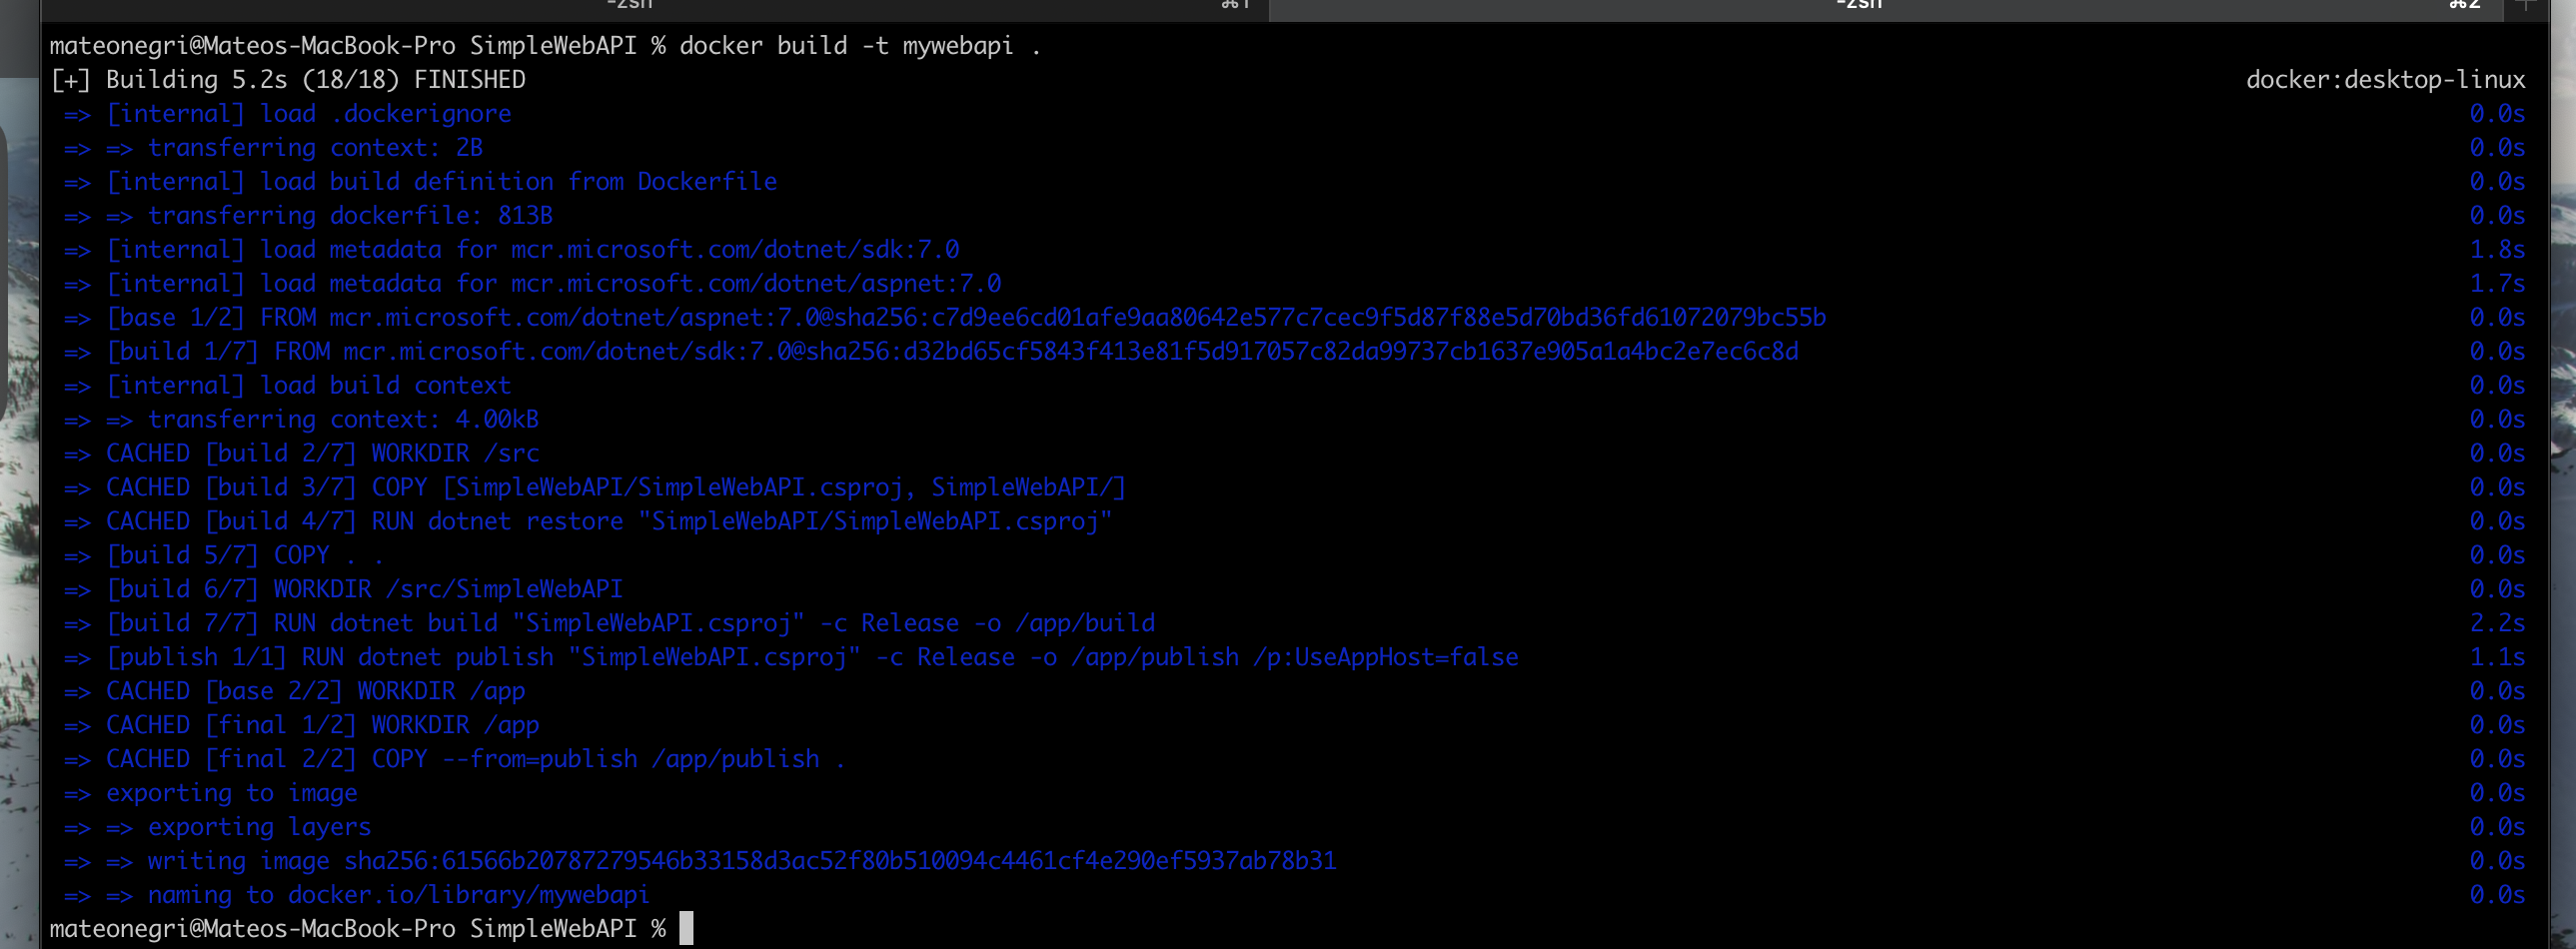 -zsh ⌘1 -zsh ⌘2 +
mateonegri@Mateos-MacBook-Pro SimpleWebAPI % docker build -t mywebapi .
[+] Building 5.2s (18/18) FINISHED docker:desktop-linux
=> [internal] load .dockerignore 0.0s
=> => transferring context: 2B 0.0s
=> [internal] load build definition from Dockerfile 0.0s
=> => transferring dockerfile: 813B 0.0s
=> [internal] load metadata for mcr.microsoft.com/dotnet/sdk:7.0 1.8s
=> [internal] load metadata for mcr.microsoft.com/dotnet/aspnet:7.0 1.7s
=> [base 1/2] FROM mcr.microsoft.com/dotnet/aspnet:7.0@sha256:c7d9ee6cd01afe9aa80642e577c7cec9f5d87f88e5d70bd36fd61072079bc55b 0.0s
=> [build 1/7] FROM mcr.microsoft.com/dotnet/sdk:7.0@sha256:d32bd65cf5843f413e81f5d917057c82da99737cb1637e905a1a4bc2e7ec6c8d 0.0s
=> [internal] load build context 0.0s
=> => transferring context: 4.00kB 0.0s
=> CACHED [build 2/7] WORKDIR /src 0.0s
=> CACHED [build 3/7] COPY [SimpleWebAPI/SimpleWebAPI.csproj, SimpleWebAPI/] 0.0s
=> CACHED [build 4/7] RUN dotnet restore "SimpleWebAPI/SimpleWebAPI.csproj" 0.0s
=> [build 5/7] COPY . . 0.0s
=> [build 6/7] WORKDIR /src/SimpleWebAPI 0.0s
=> [build 7/7] RUN dotnet build "SimpleWebAPI.csproj" -c Release -o /app/build 2.2s
=> [publish 1/1] RUN dotnet publish "SimpleWebAPI.csproj" -c Release -o /app/publish /p:UseAppHost=false 1.1s
=> CACHED [base 2/2] WORKDIR /app 0.0s
=> CACHED [final 1/2] WORKDIR /app 0.0s
=> CACHED [final 2/2] COPY --from=publish /app/publish . 0.0s
=> exporting to image 0.0s
=> => exporting layers 0.0s
=> => writing image sha256:61566b20787279546b33158d3ac52f80b510094c4461cf4e290ef5937ab78b31 0.0s
=> => naming to docker.io/library/mywebapi 0.0s
mateonegri@Mateos-MacBook-Pro SimpleWebAPI %